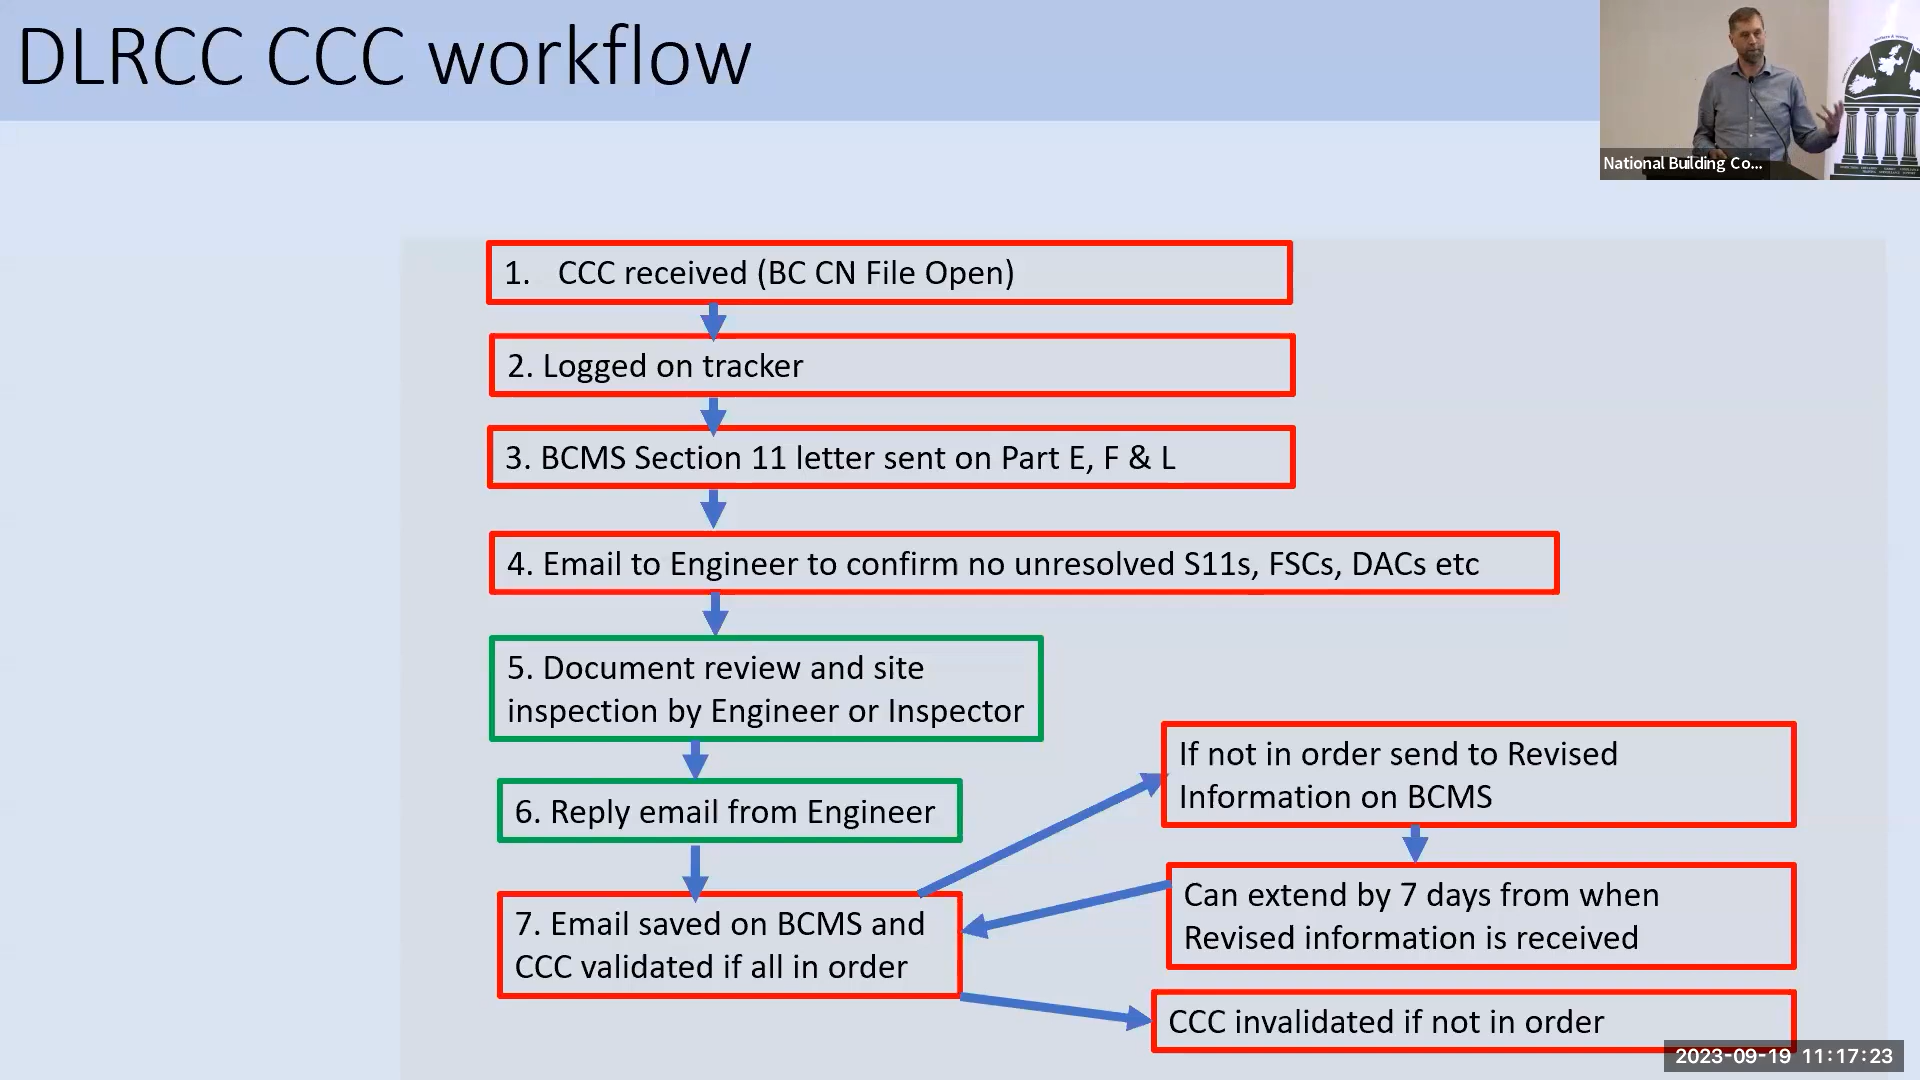 DLRCC CCC workflow
National Building Co...
1. CCC received (BC CN File Open)
2. Logged on tracker
3. BCMS Section 11 letter sent on Part E, F & L
4. Email to Engineer to confirm no unresolved S11s, FSCs, DACs etc
5. Document review and site
inspection by Engineer or Inspector
6. Reply email from Engineer
7. Email saved on BCMS and
CCC validated if all in order
If not in order send to Revised
Information on BCMS
Can extend by 7 days from when
Revised information is received
CCC invalidated if not in order
2023-09-19 11:17:23